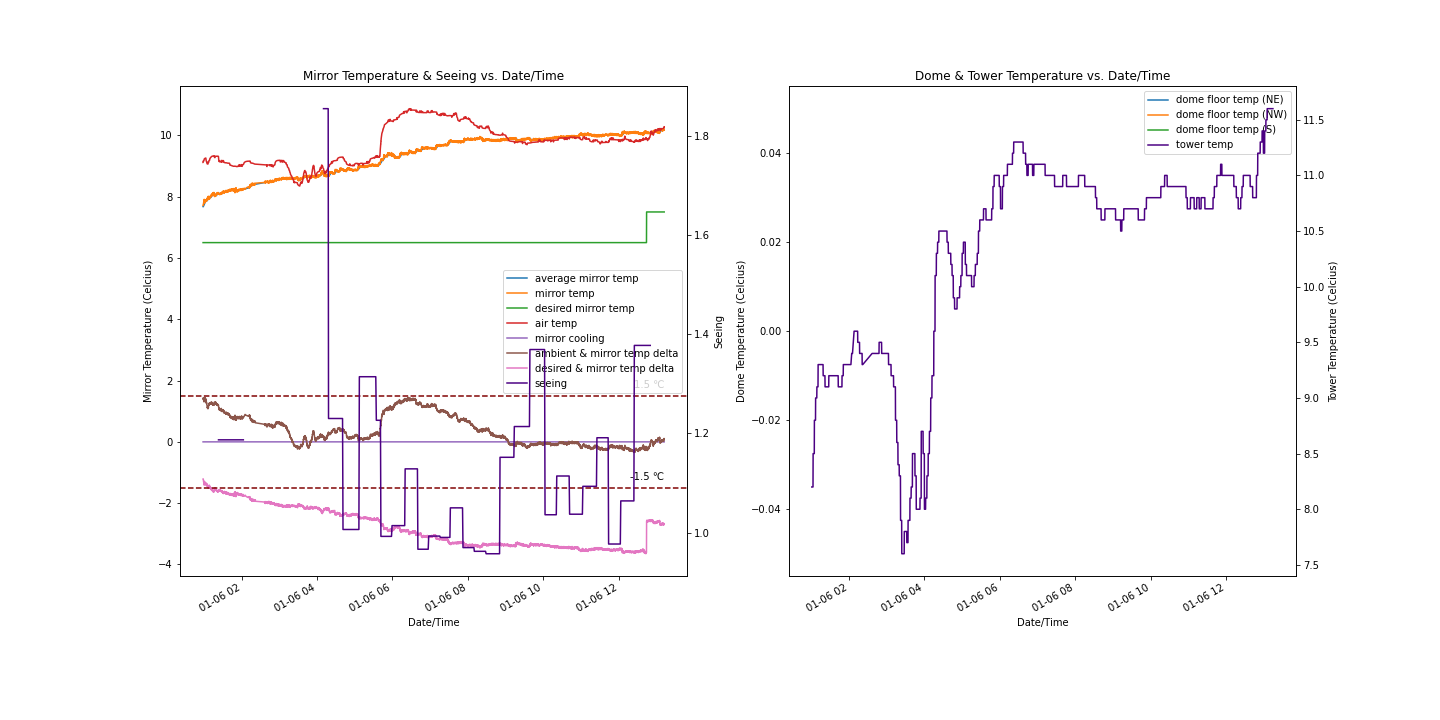 Mirror Temperature & Seeing vs. Date/Time
Mirror Temperature (Celcius)
10
8
6
4
2
0
−2
−4
average mirror temp
mirror temp
desired mirror temp
air temp
mirror cooling
ambient & mirror temp delta
desired & mirror temp delta
seeing
1.5 °C
-1.5 °C
1.8
1.6
1.4
1.2
1.0
Seeing
01-06 02
01-06 04
01-06 06
01-06 08
01-06 10
01-06 12
Date/Time
Dome & Tower Temperature vs. Date/Time
Dome Temperature (Celcius)
0.04
0.02
0.00
−0.02
−0.04
dome floor temp (NE)
dome floor temp (NW)
dome floor temp (S)
tower temp
11.5
11.0
10.5
10.0
9.5
9.0
8.5
8.0
7.5
Tower Temperature (Celcius)
01-06 02
01-06 04
01-06 06
01-06 08
01-06 10
01-06 12
Date/Time